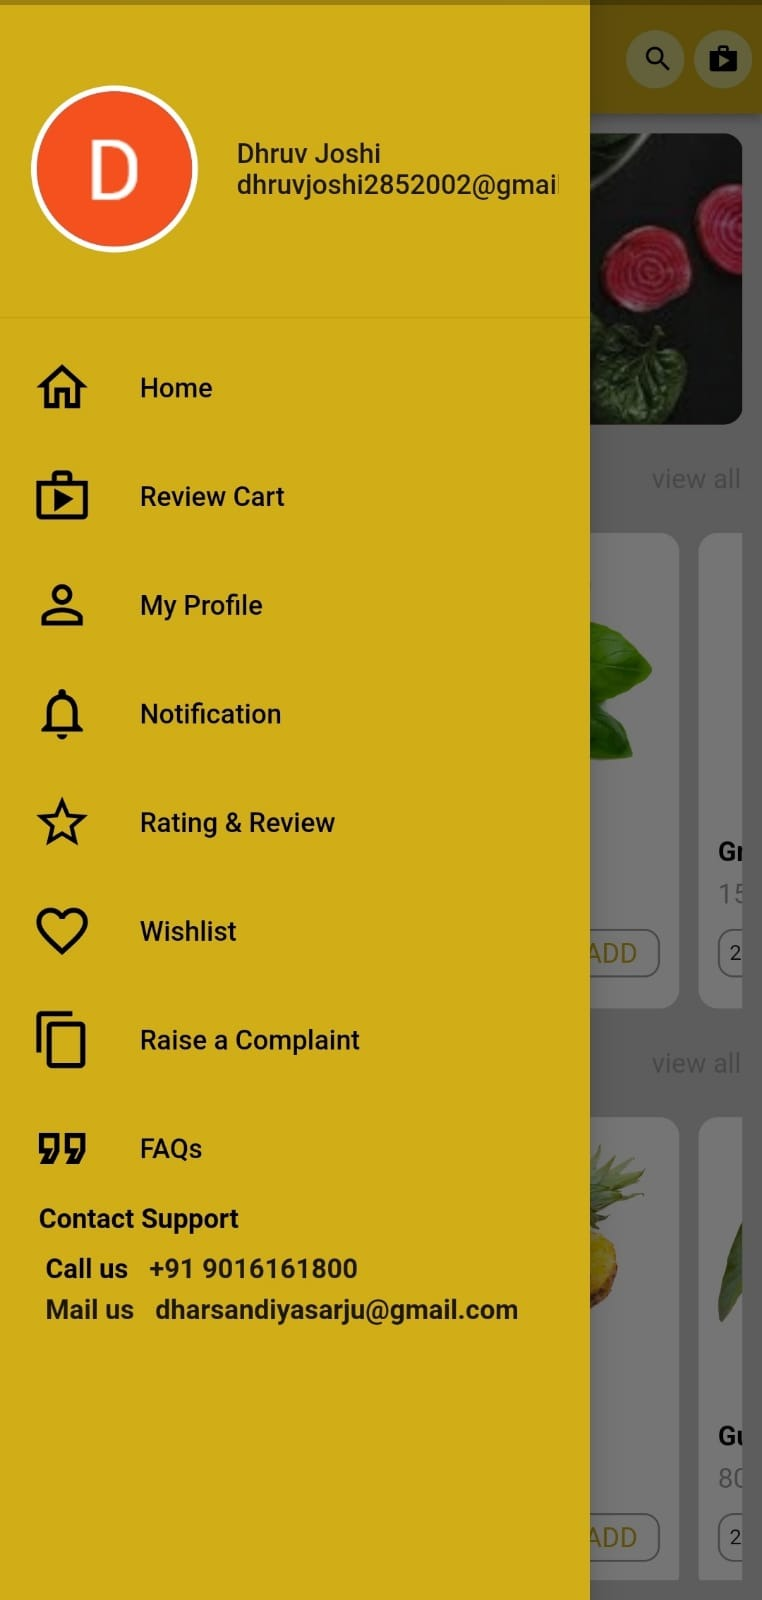 D
Dhruv Joshi
dhruvjoshi2852002@gmail
Home
Review Cart
My Profile
Notification
Rating & Review
Wishlist
Raise a Complaint
FAQs
Contact Support
Call us +91 9016161800
Mail us dharsandiyasarju@gmail.com
view all
ADD
view all
ADD